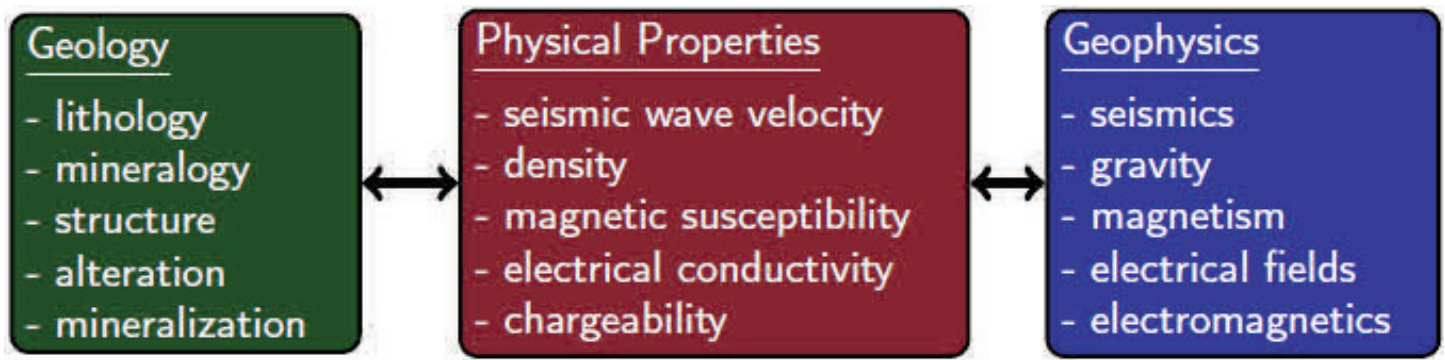 Geology
- lithology
- mineralogy
- structure
- alteration
- mineralization
Physical Properties
- seismic wave velocity
- density
- magnetic susceptibility
- electrical conductivity
- chargeability
Geophysics
- seismics
- gravity
- magnetism
- electrical fields
- electromagnetics